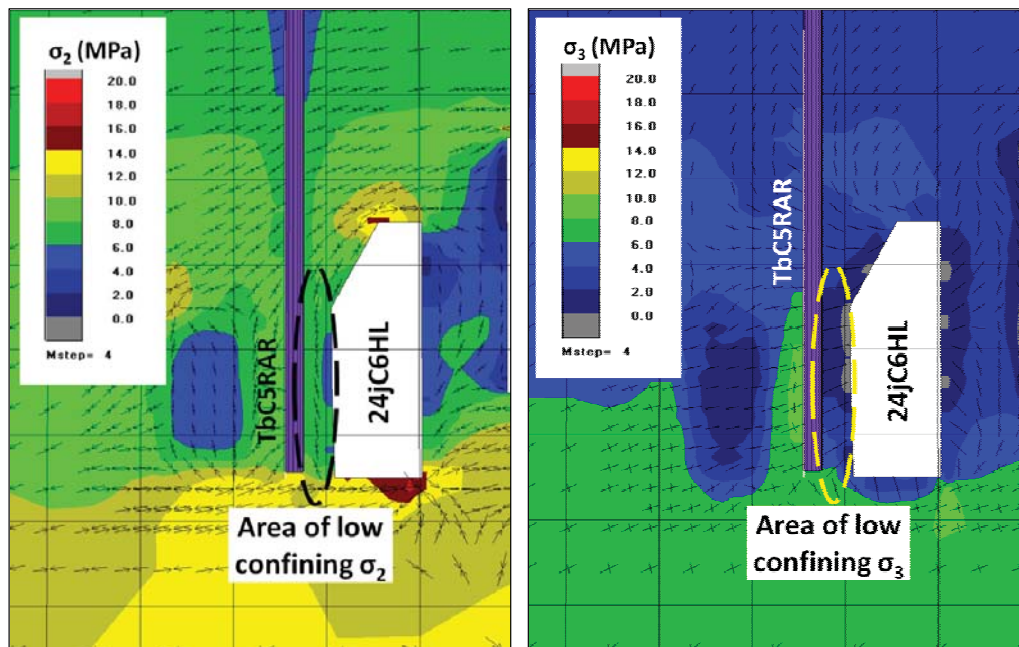 σ₂ (MPa)
20.0
18.0
16.0
14.0
12.0
10.0
8.0
6.0
4.0
2.0
0.0
Mstep= 4
TbC5RAR
24jC6HL
Area of low
confining σ₂
σ₃ (MPa)
20.0
18.0
16.0
14.0
12.0
10.0
8.0
6.0
4.0
2.0
0.0
Mstep= 4
TbC5RAR
24jC6HL
Area of low
confining σ₃